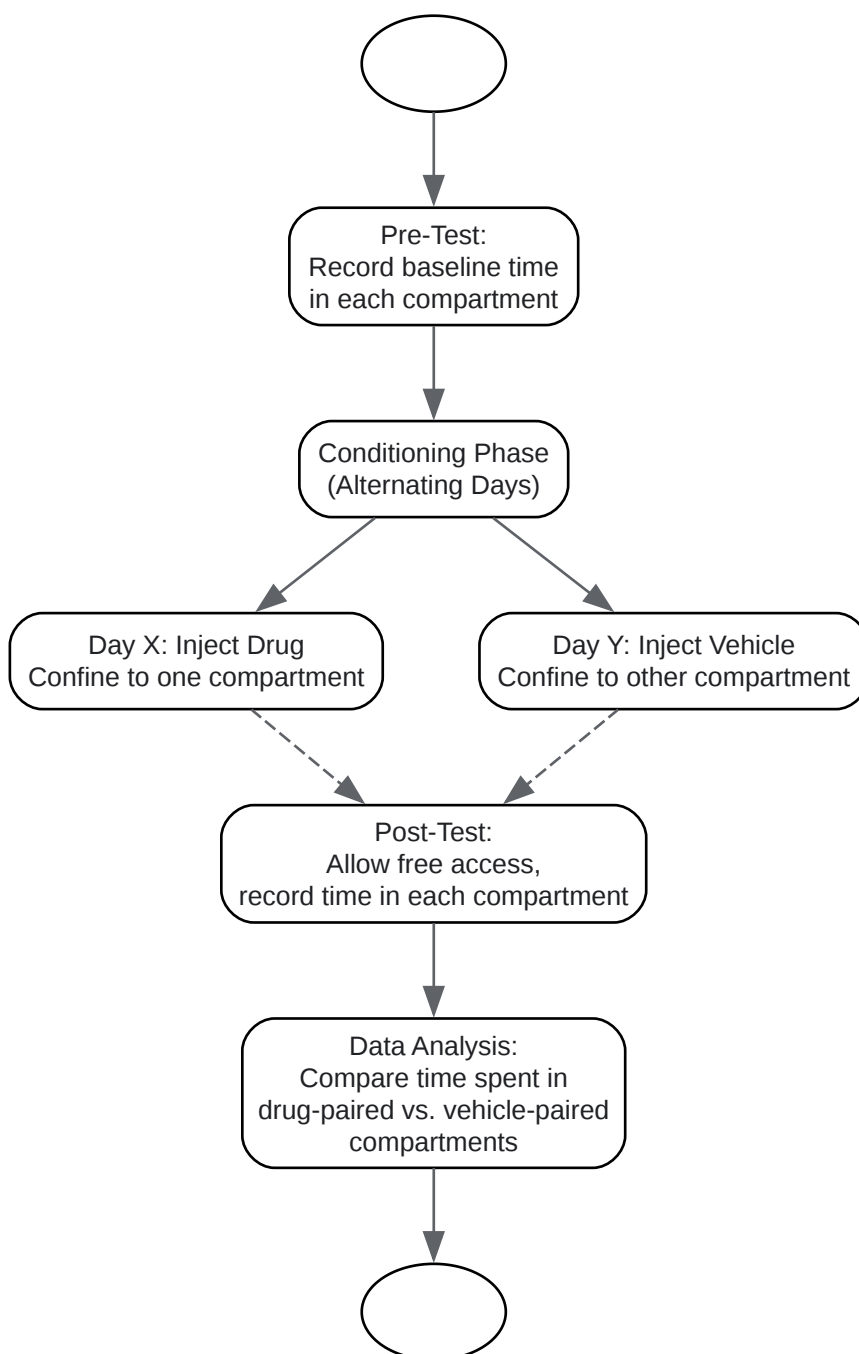 Pre-Test:
Record baseline time
in each compartment
Conditioning Phase
(Alternating Days)
Day X: Inject Drug
Confine to one compartment
Day Y: Inject Vehicle
Confine to other compartment
Post-Test:
Allow free access,
record time in each compartment
Data Analysis:
Compare time spent in
drug-paired vs. vehicle-paired
compartments